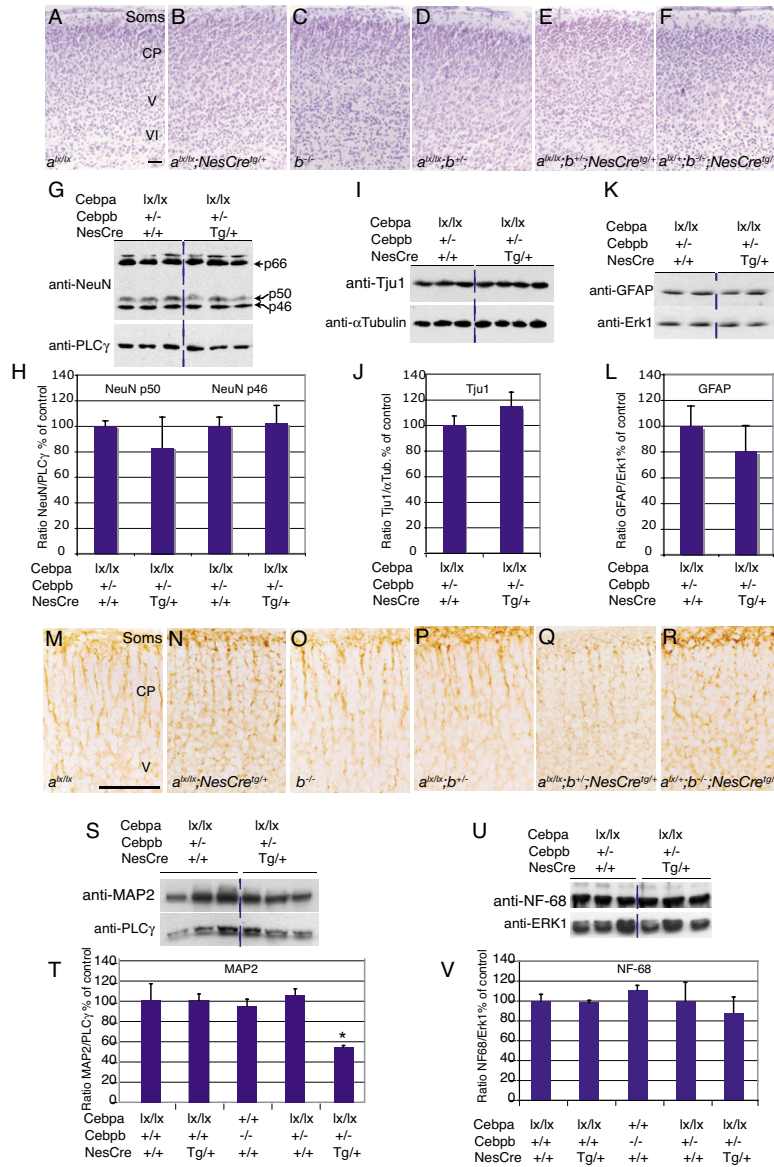 A B C D E F
Soms
CP
V
VI
a^lx/lx a^lx/lx;NesCre^tg/+ b^-/- a^lx/lx;b^+/- a^lx/lx;b^+/-;NesCre^tg/+ a^lx/+;b^-/-;NesCre^tg/+
G
Cebpa lx/lx lx/lx
Cebpb +/- +/-
NesCre +/+ Tg/+
anti-NeuN
p66
p50
p46
anti-PLCγ
I
Cebpa lx/lx lx/lx
Cebpb +/- +/-
NesCre +/+ Tg/+
anti-Tju1
anti-αTubulin
K
Cebpa lx/lx lx/lx
Cebpb +/- +/-
NesCre +/+ Tg/+
anti-GFAP
anti-Erk1
H
NeuN p50 NeuN p46
Ratio NeuN/PLCγ % of control
140
120
100
80
60
40
20
0
Cebpa lx/lx lx/lx lx/lx lx/lx
Cebpb +/- +/- +/- +/-
NesCre +/+ Tg/+ +/+ Tg/+
J
Tju1
Ratio Tju1/αTub. % of control
140
120
100
80
60
40
20
0
Cebpa lx/lx lx/lx
Cebpb +/- +/-
NesCre +/+ Tg/+
L
GFAP
Ratio GFAP/Erk1% of control
140
120
100
80
60
40
20
0
Cebpa lx/lx lx/lx
Cebpb +/- +/-
NesCre +/+ Tg/+
M N O P Q R
Soms
CP
V
a^lx/lx a^lx/lx;NesCre^tg/+ b^-/- a^lx/lx;b^+/- a^lx/lx;b^+/-;NesCre^tg/+ a^lx/+;b^-/-;NesCre^tg/
S
Cebpa lx/lx lx/lx
Cebpb +/- +/-
NesCre +/+ Tg/+
anti-MAP2
anti-PLCγ
U
Cebpa lx/lx lx/lx
Cebpb +/- +/-
NesCre +/+ Tg/+
anti-NF-68
anti-ERK1
T
MAP2
Ratio MAP2/PLCγ % of control
140
120
100
80
60
40
20
0
*
Cebpa lx/lx lx/lx +/+ lx/lx lx/lx
Cebpb +/+ +/+ -/- +/- +/-
NesCre +/+ Tg/+ +/+ +/+ Tg/+
V
NF-68
Ratio NF68/Erk1% of control
140
120
100
80
60
40
20
0
Cebpa lx/lx lx/lx +/+ lx/lx lx/lx
Cebpb +/+ +/+ -/- +/- +/-
NesCre +/+ Tg/+ +/+ +/+ Tg/+